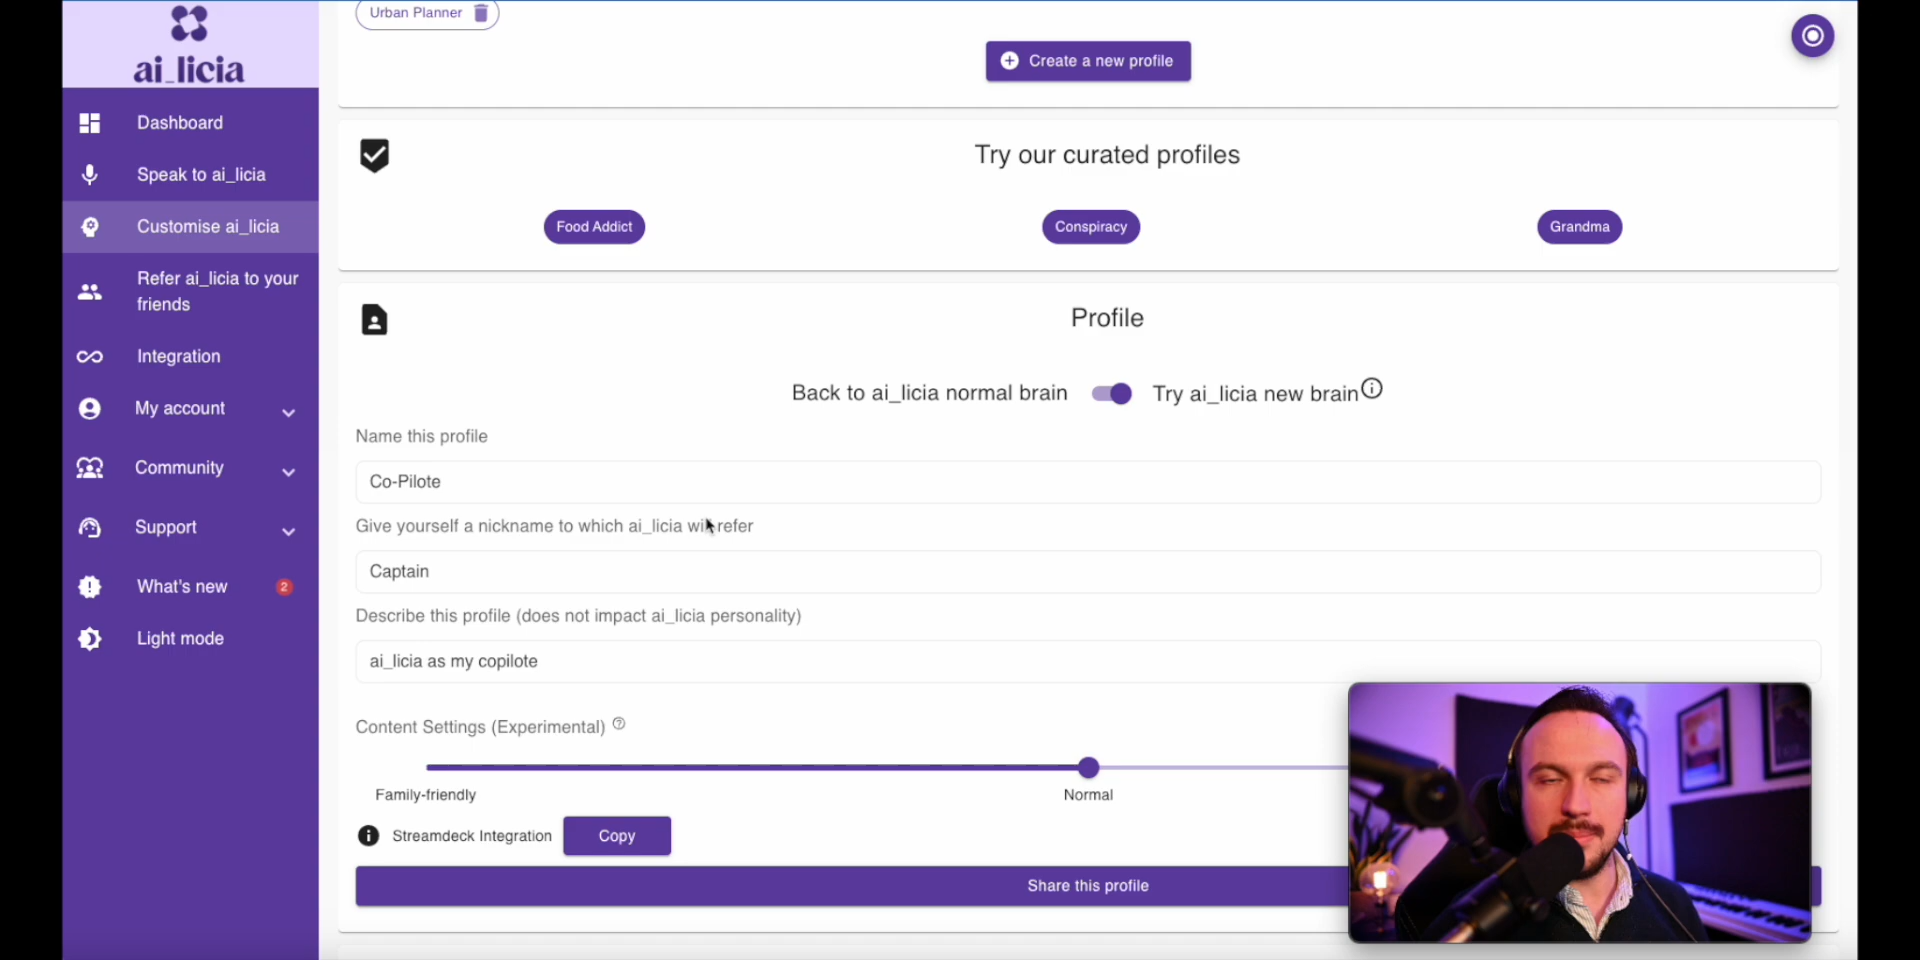 Urban Planner
Create a new profile
ai_licia
Dashboard
Speak to ai_licia
Customise ai_licia
Refer ai_licia to your
friends
Integration
My account
Community
Support
What's new
2
Light mode
Try our curated profiles
Food Addict
Conspiracy
Grandma
Profile
Back to ai_licia normal brain
Try ai_licia new brain
Name this profile
Co-Pilote
Give yourself a nickname to which ai_licia will refer
Captain
Describe this profile (does not impact ai_licia personality)
ai_licia as my copilote
Content Settings (Experimental)
Family-friendly
Normal
Streamdeck Integration
Copy
Share this profile